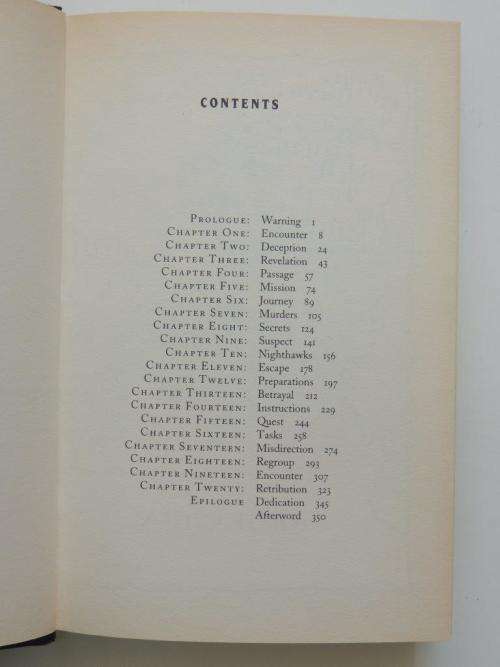 CONTENTS
Prologue: Warning 1
Chapter One: Encounter 8
Chapter Two: Deception 24
Chapter Three: Revelation 43
Chapter Four: Passage 57
Chapter Five: Mission 74
Chapter Six: Journey 89
Chapter Seven: Murders 105
Chapter Eight: Secrets 124
Chapter Nine: Suspect 141
Chapter Ten: Nighthawks 156
Chapter Eleven: Escape 178
Chapter Twelve: Preparations 197
Chapter Thirteen: Betrayal 212
Chapter Fourteen: Instructions 229
Chapter Fifteen: Quest 244
Chapter Sixteen: Tasks 258
Chapter Seventeen: Misdirection 274
Chapter Eighteen: Regroup 293
Chapter Nineteen: Encounter 307
Chapter Twenty: Retribution 323
Epilogue Dedication 345
Afterword 350